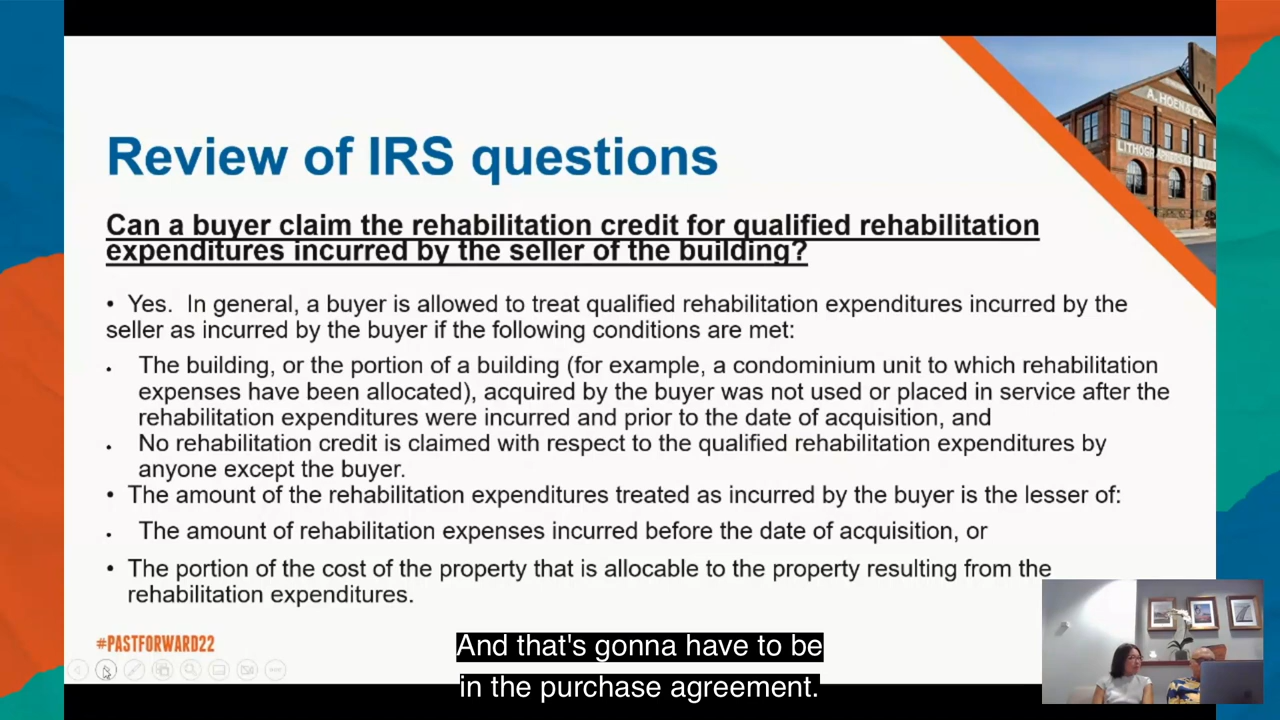 A. HOEN & CO.
Review of IRS questions
Can a buyer claim the rehabilitation credit for qualified rehabilitation
expenditures incurred by the seller of the building?
• Yes. In general, a buyer is allowed to treat qualified rehabilitation expenditures incurred by the
seller as incurred by the buyer if the following conditions are met:
• The building, or the portion of a building (for example, a condominium unit to which rehabilitation
expenses have been allocated), acquired by the buyer was not used or placed in service after the
rehabilitation expenditures were incurred and prior to the date of acquisition, and
• No rehabilitation credit is claimed with respect to the qualified rehabilitation expenditures by
anyone except the buyer.
• The amount of the rehabilitation expenditures treated as incurred by the buyer is the lesser of:
• The amount of rehabilitation expenses incurred before the date of acquisition, or
• The portion of the cost of the property that is allocable to the property resulting from the
rehabilitation expenditures.
#PASTFORWARD22
And that's gonna have to be
in the purchase agreement.